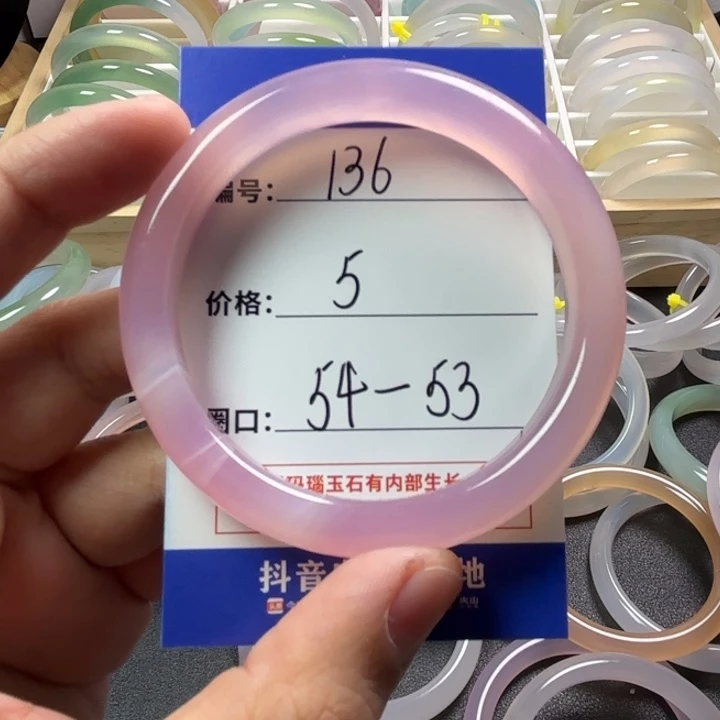 编号: 136
价格: 5
圈口: 54-53
玛瑙玉石有内部生长
抖音 地